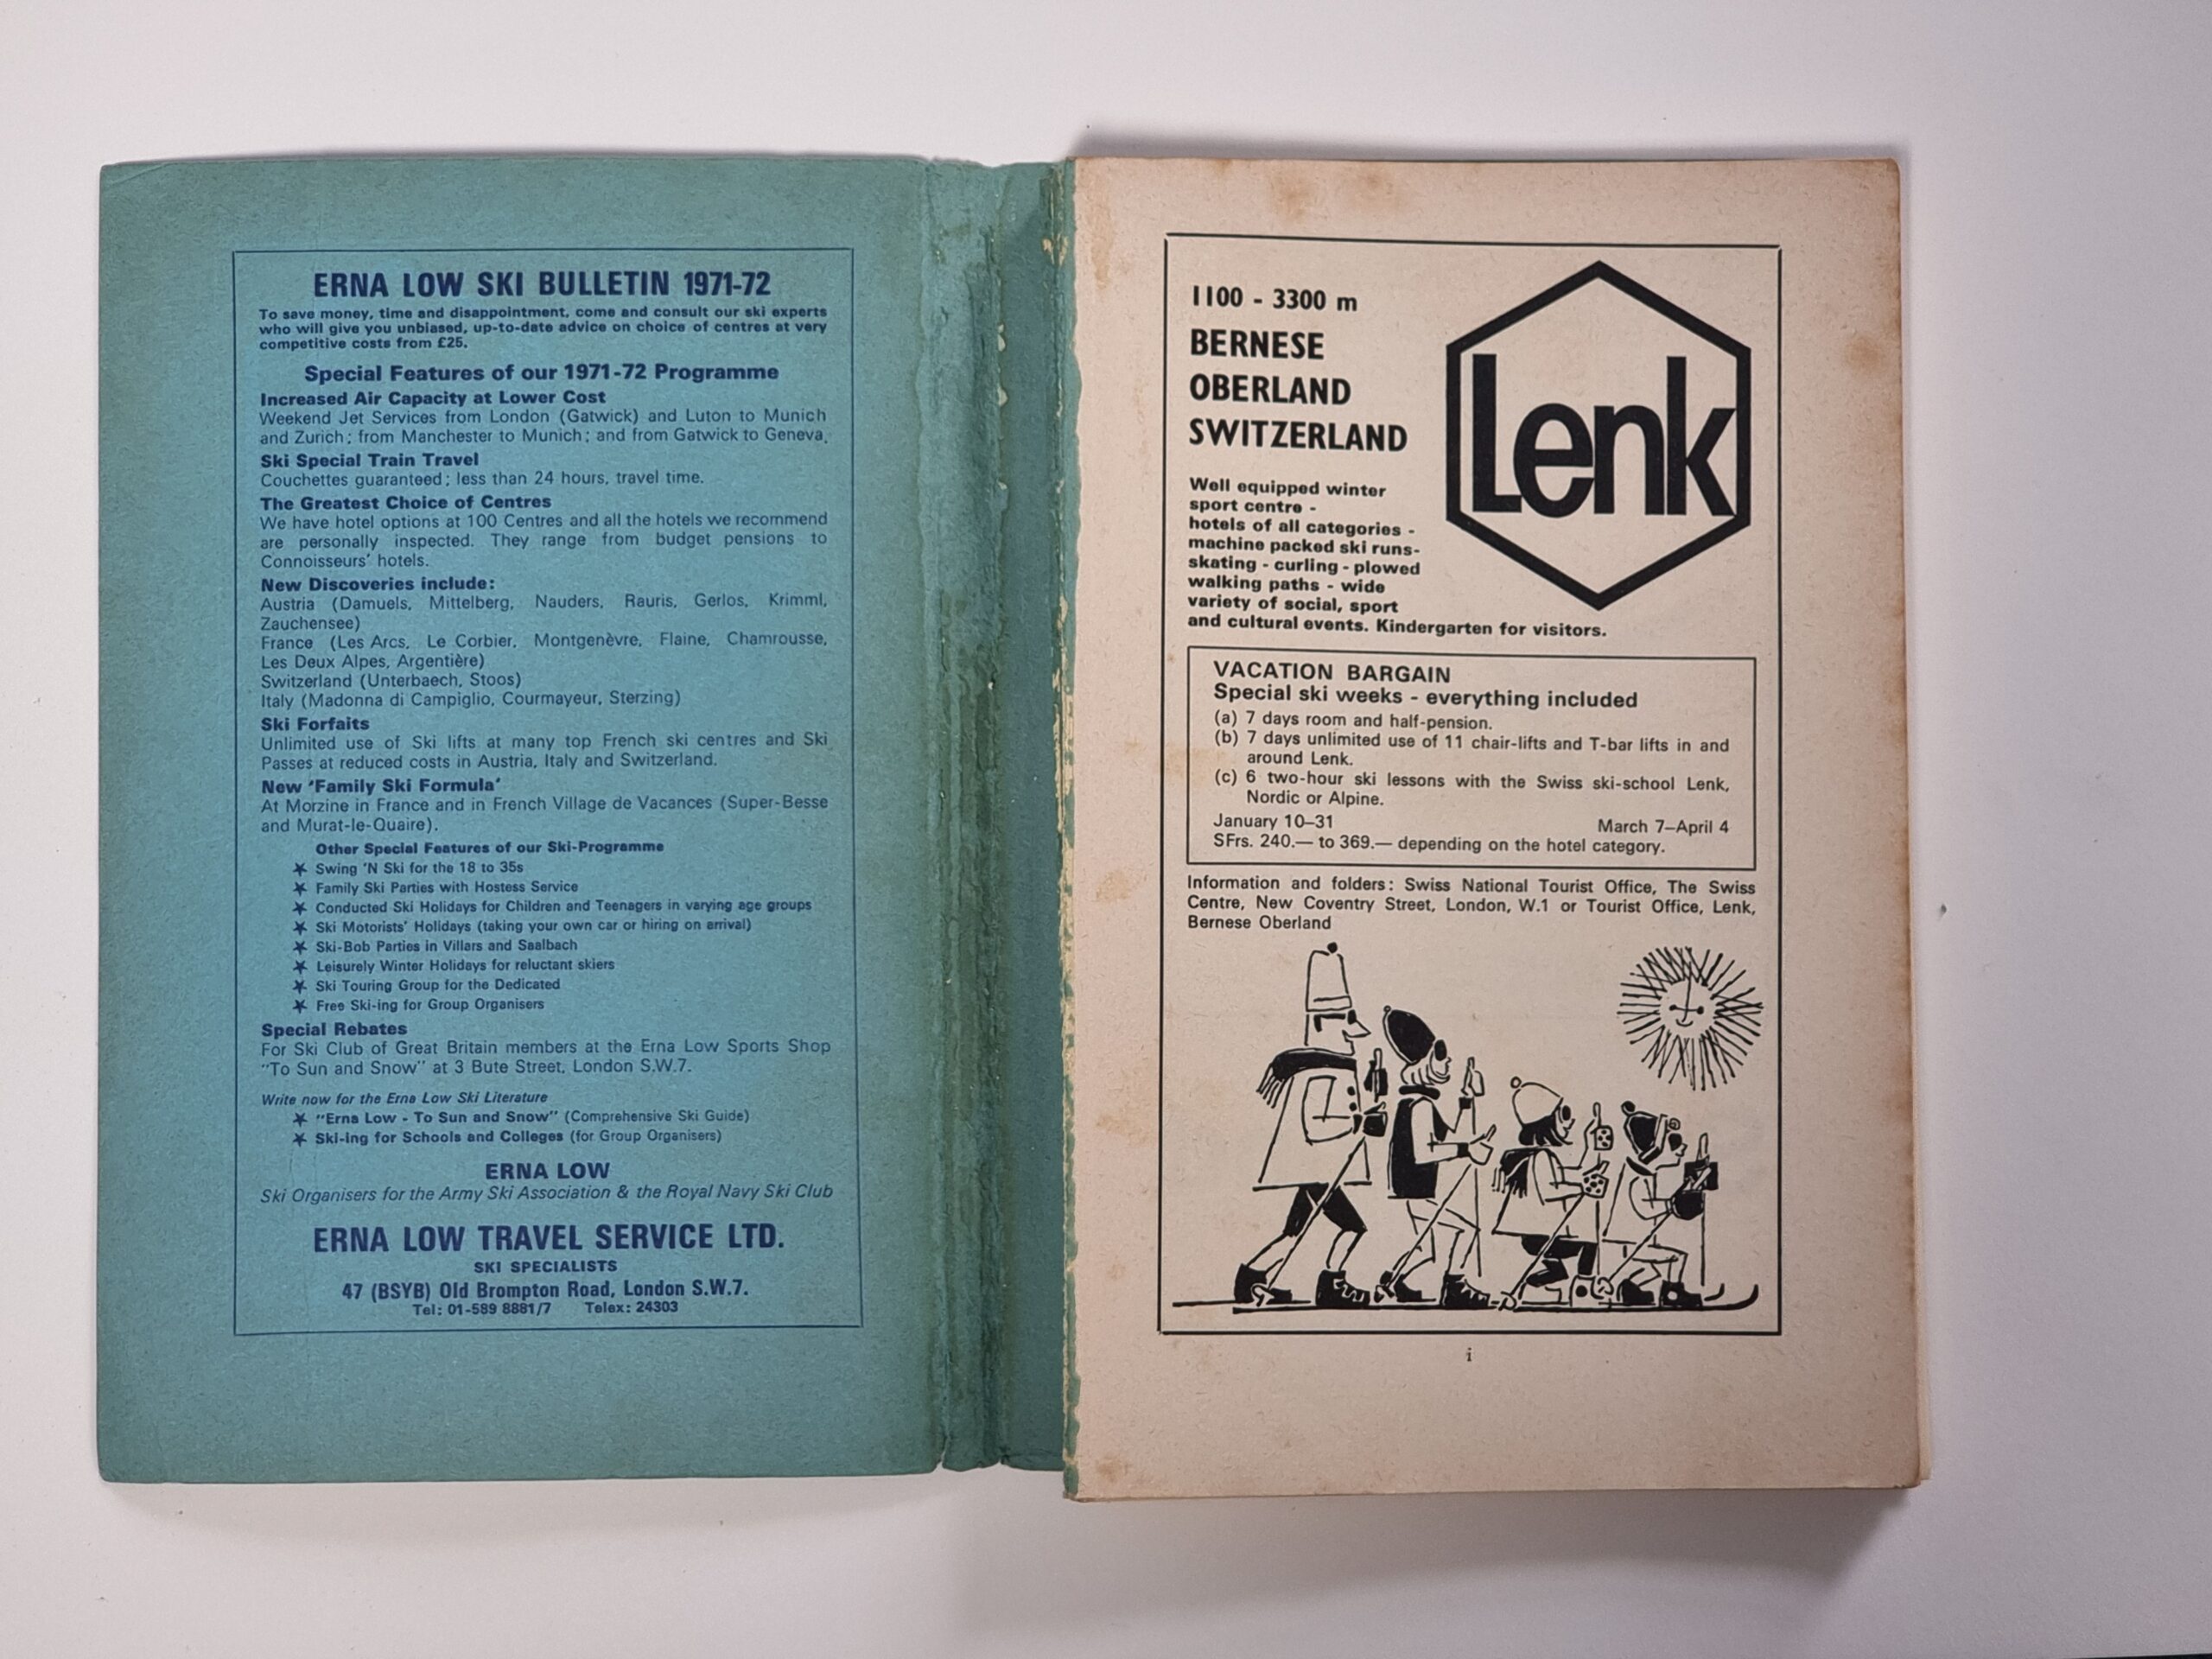 ERNA LOW SKI BULLETIN 1971-72
To save money, time and disappointment, come and consult our ski experts
who will give you unbiased, up-to-date advice on choice of centres at very
competitive costs from £25.
Special Features of our 1971-72 Programme
Increased Air Capacity at Lower Cost
Weekend Jet Services from London (Gatwick) and Luton to Munich
and Zurich; from Manchester to Munich; and from Gatwick to Geneva.
Ski Special Train Travel
Couchettes guaranteed; less than 24 hours, travel time.
The Greatest Choice of Centres
We have hotel options at 100 Centres and all the hotels we recommend
are personally inspected. They range from budget pensions to
Connoisseurs' hotels.
New Discoveries include:
Austria (Damuels, Mittelberg, Nauders, Rauris, Gerlos, Krimml,
Zauchensee)
France (Les Arcs, Le Corbier, Montgenèvre, Flaine, Chamrousse,
Les Deux Alpes, Argentière)
Switzerland (Unterbaech, Stoos)
Italy (Madonna di Campiglio, Courmayeur, Sterzing)
Ski Forfaits
Unlimited use of Ski lifts at many top French ski centres and Ski
Passes at reduced costs in Austria, Italy and Switzerland.
New 'Family Ski Formula'
At Morzine in France and in French Village de Vacances (Super-Besse
and Murat-le-Quaire).
Other Special Features of our Ski-Programme
★ Swing 'N Ski for the 18 to 35s
★ Family Ski Parties with Hostess Service
★ Conducted Ski Holidays for Children and Teenagers in varying age groups
★ Ski Motorists' Holidays (taking your own car or hiring on arrival)
★ Ski-Bob Parties in Villars and Saalbach
★ Leisurely Winter Holidays for reluctant skiers
★ Ski Touring Group for the Dedicated
★ Free Ski-ing for Group Organisers
Special Rebates
For Ski Club of Great Britain members at the Erna Low Sports Shop
"To Sun and Snow" at 3 Bute Street, London S.W.7.
Write now for the Erna Low Ski Literature
★ "Erna Low - To Sun and Snow" (Comprehensive Ski Guide)
★ Ski-ing for Schools and Colleges (for Group Organisers)
ERNA LOW
Ski Organisers for the Army Ski Association & the Royal Navy Ski Club
ERNA LOW TRAVEL SERVICE LTD.
SKI SPECIALISTS
47 (BSYB) Old Brompton Road, London S.W.7.
Tel: 01-589 8881/7 Telex: 24303
1100 - 3300 m
BERNESE
OBERLAND
SWITZERLAND
Lenk
Well equipped winter
sport centre -
hotels of all categories -
machine packed ski runs-
skating - curling - plowed
walking paths - wide
variety of social, sport
and cultural events. Kindergarten for visitors.
VACATION BARGAIN
Special ski weeks - everything included
(a) 7 days room and half-pension.
(b) 7 days unlimited use of 11 chair-lifts and T-bar lifts in and
around Lenk.
(c) 6 two-hour ski lessons with the Swiss ski-school Lenk,
Nordic or Alpine.
January 10–31 March 7–April 4
SFrs. 240.— to 369.— depending on the hotel category.
Information and folders: Swiss National Tourist Office, The Swiss
Centre, New Coventry Street, London, W.1 or Tourist Office, Lenk,
Bernese Oberland
i